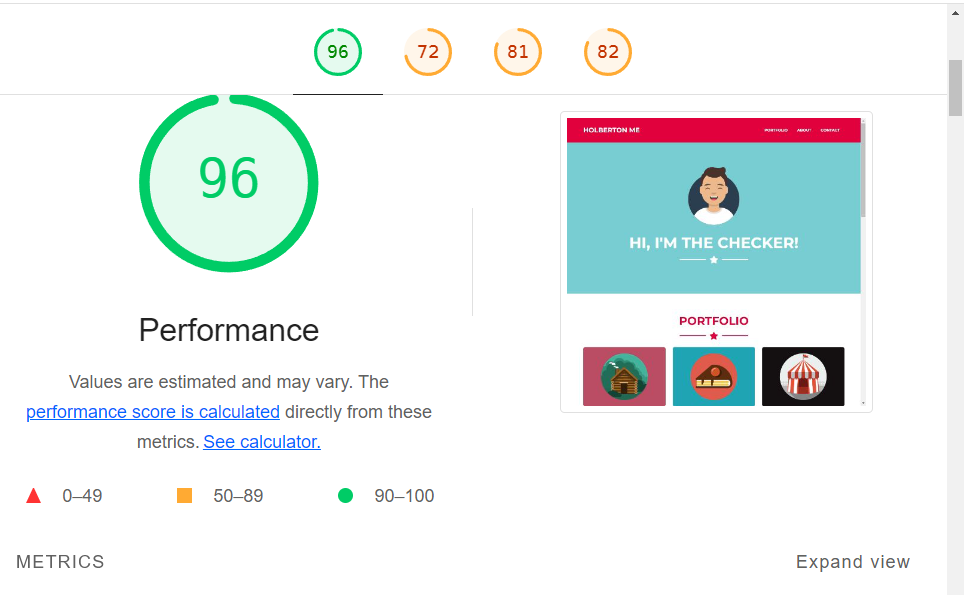 96 72 81 82
96
Performance
Values are estimated and may vary. The
performance score is calculated directly from these
metrics. See calculator.
0–49 50–89 90–100
HOLBERTON ME PORTFOLIO ABOUT CONTACT
HI, I'M THE CHECKER!
PORTFOLIO
METRICS Expand view